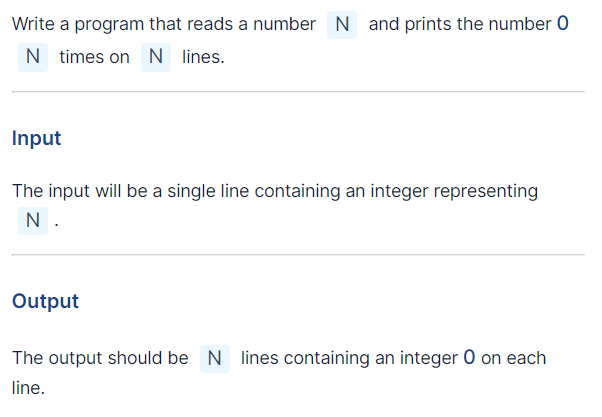 Write a program that reads a number N and prints the number 0
N times on N lines.
Input
The input will be a single line containing an integer representing
N .
Output
The output should be N lines containing an integer 0 on each
line.